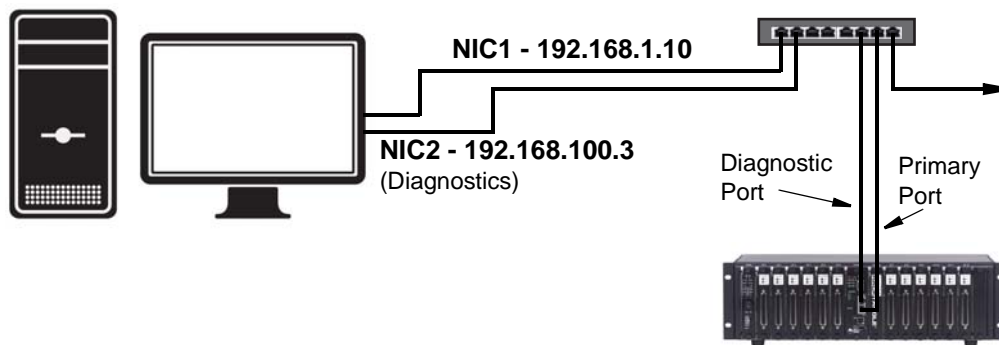 NIC1 - 192.168.1.10
NIC2 - 192.168.100.3
(Diagnostics)
Diagnostic
Port
Primary
Port